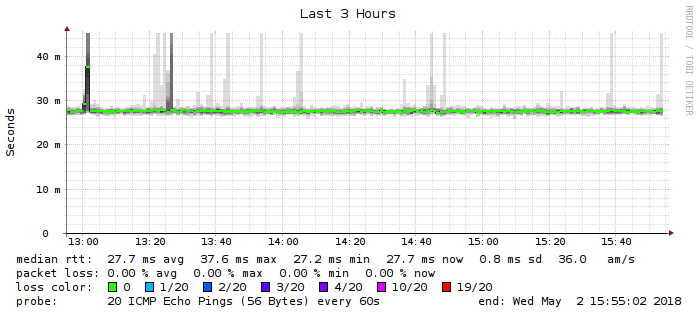 Last 3 Hours
RRDTOOL / TOBI OETIKER
Seconds
40 m
30 m
20 m
10 m
0
13:00 13:20 13:40 14:00 14:20 14:40 15:00 15:20 15:40
median rtt: 27.7 ms avg 37.6 ms max 27.2 ms min 27.7 ms now 0.8 ms sd 36.0 am/s
packet loss: 0.00 % avg 0.00 % max 0.00 % min 0.00 % now
loss color: 0 1/20 2/20 3/20 4/20 10/20 19/20
probe: 20 ICMP Echo Pings (56 Bytes) every 60s end: Wed May 2 15:55:02 2018